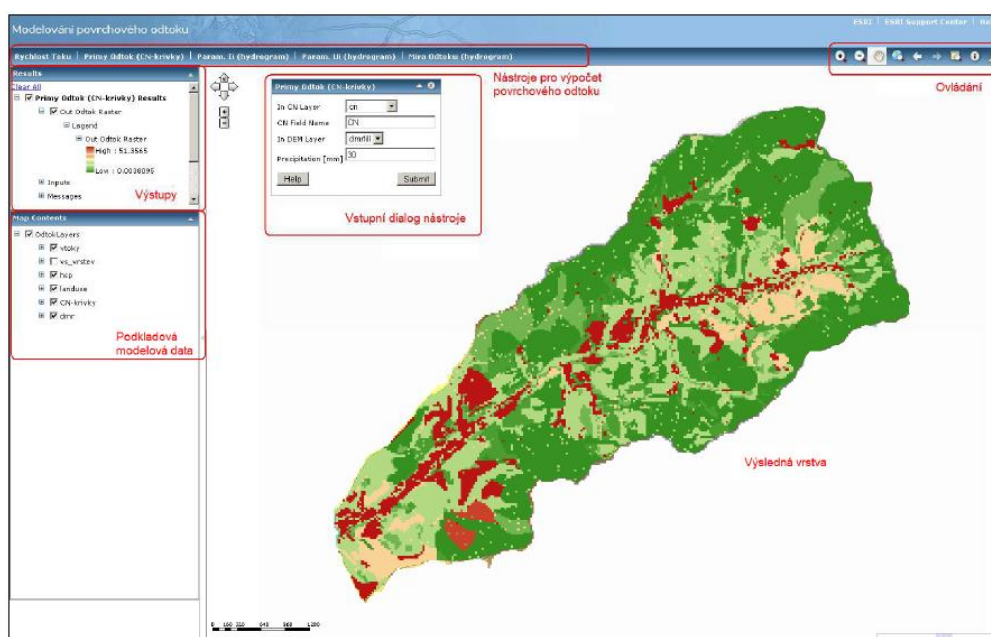 Modelování povrchového odtoku
ESRI | ESRI Support Center |
Rychlost Toku | Primy Odtok (CN-krivky) | Param. Ii (hydrogram) | Param. Ui (hydrogram) | Mira Odtoku (hydrogram)
Nástroje pro výpočet
povrchového odtoku
Ovládání
Results
Clear All
Primy Odtok (CN-krivky) Results
Out Odtok Raster
Legend
Out Odtok Raster
High : 51.3565
Low : 0.0038095
Inputs
Messages
Výstupy
Primy Odtok (CN-krivky)
In CN Layer
cn
CN Field Name
CN
In DEM Layer
dmrfill
Precipitation [mm]
30
Help
Submit
Vstupní dialog nástroje
Map Contents
OdtokLayers
vtoky
vs_vrstev
hsp
landuse
CN-krivky
dmr
Podkladová
modelová data
Výsledná vrstva